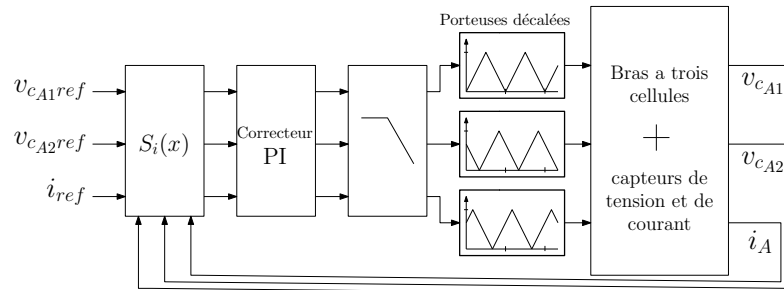 Porteuses décalées
v_{c_{A1}ref}
v_{c_{A2}ref}
i_{ref}
S_i(x)
Correcteur
PI
Bras a trois
cellules
+
capteurs de
tension et de
courant
v_{c_{A1}}
v_{c_{A2}}
i_A